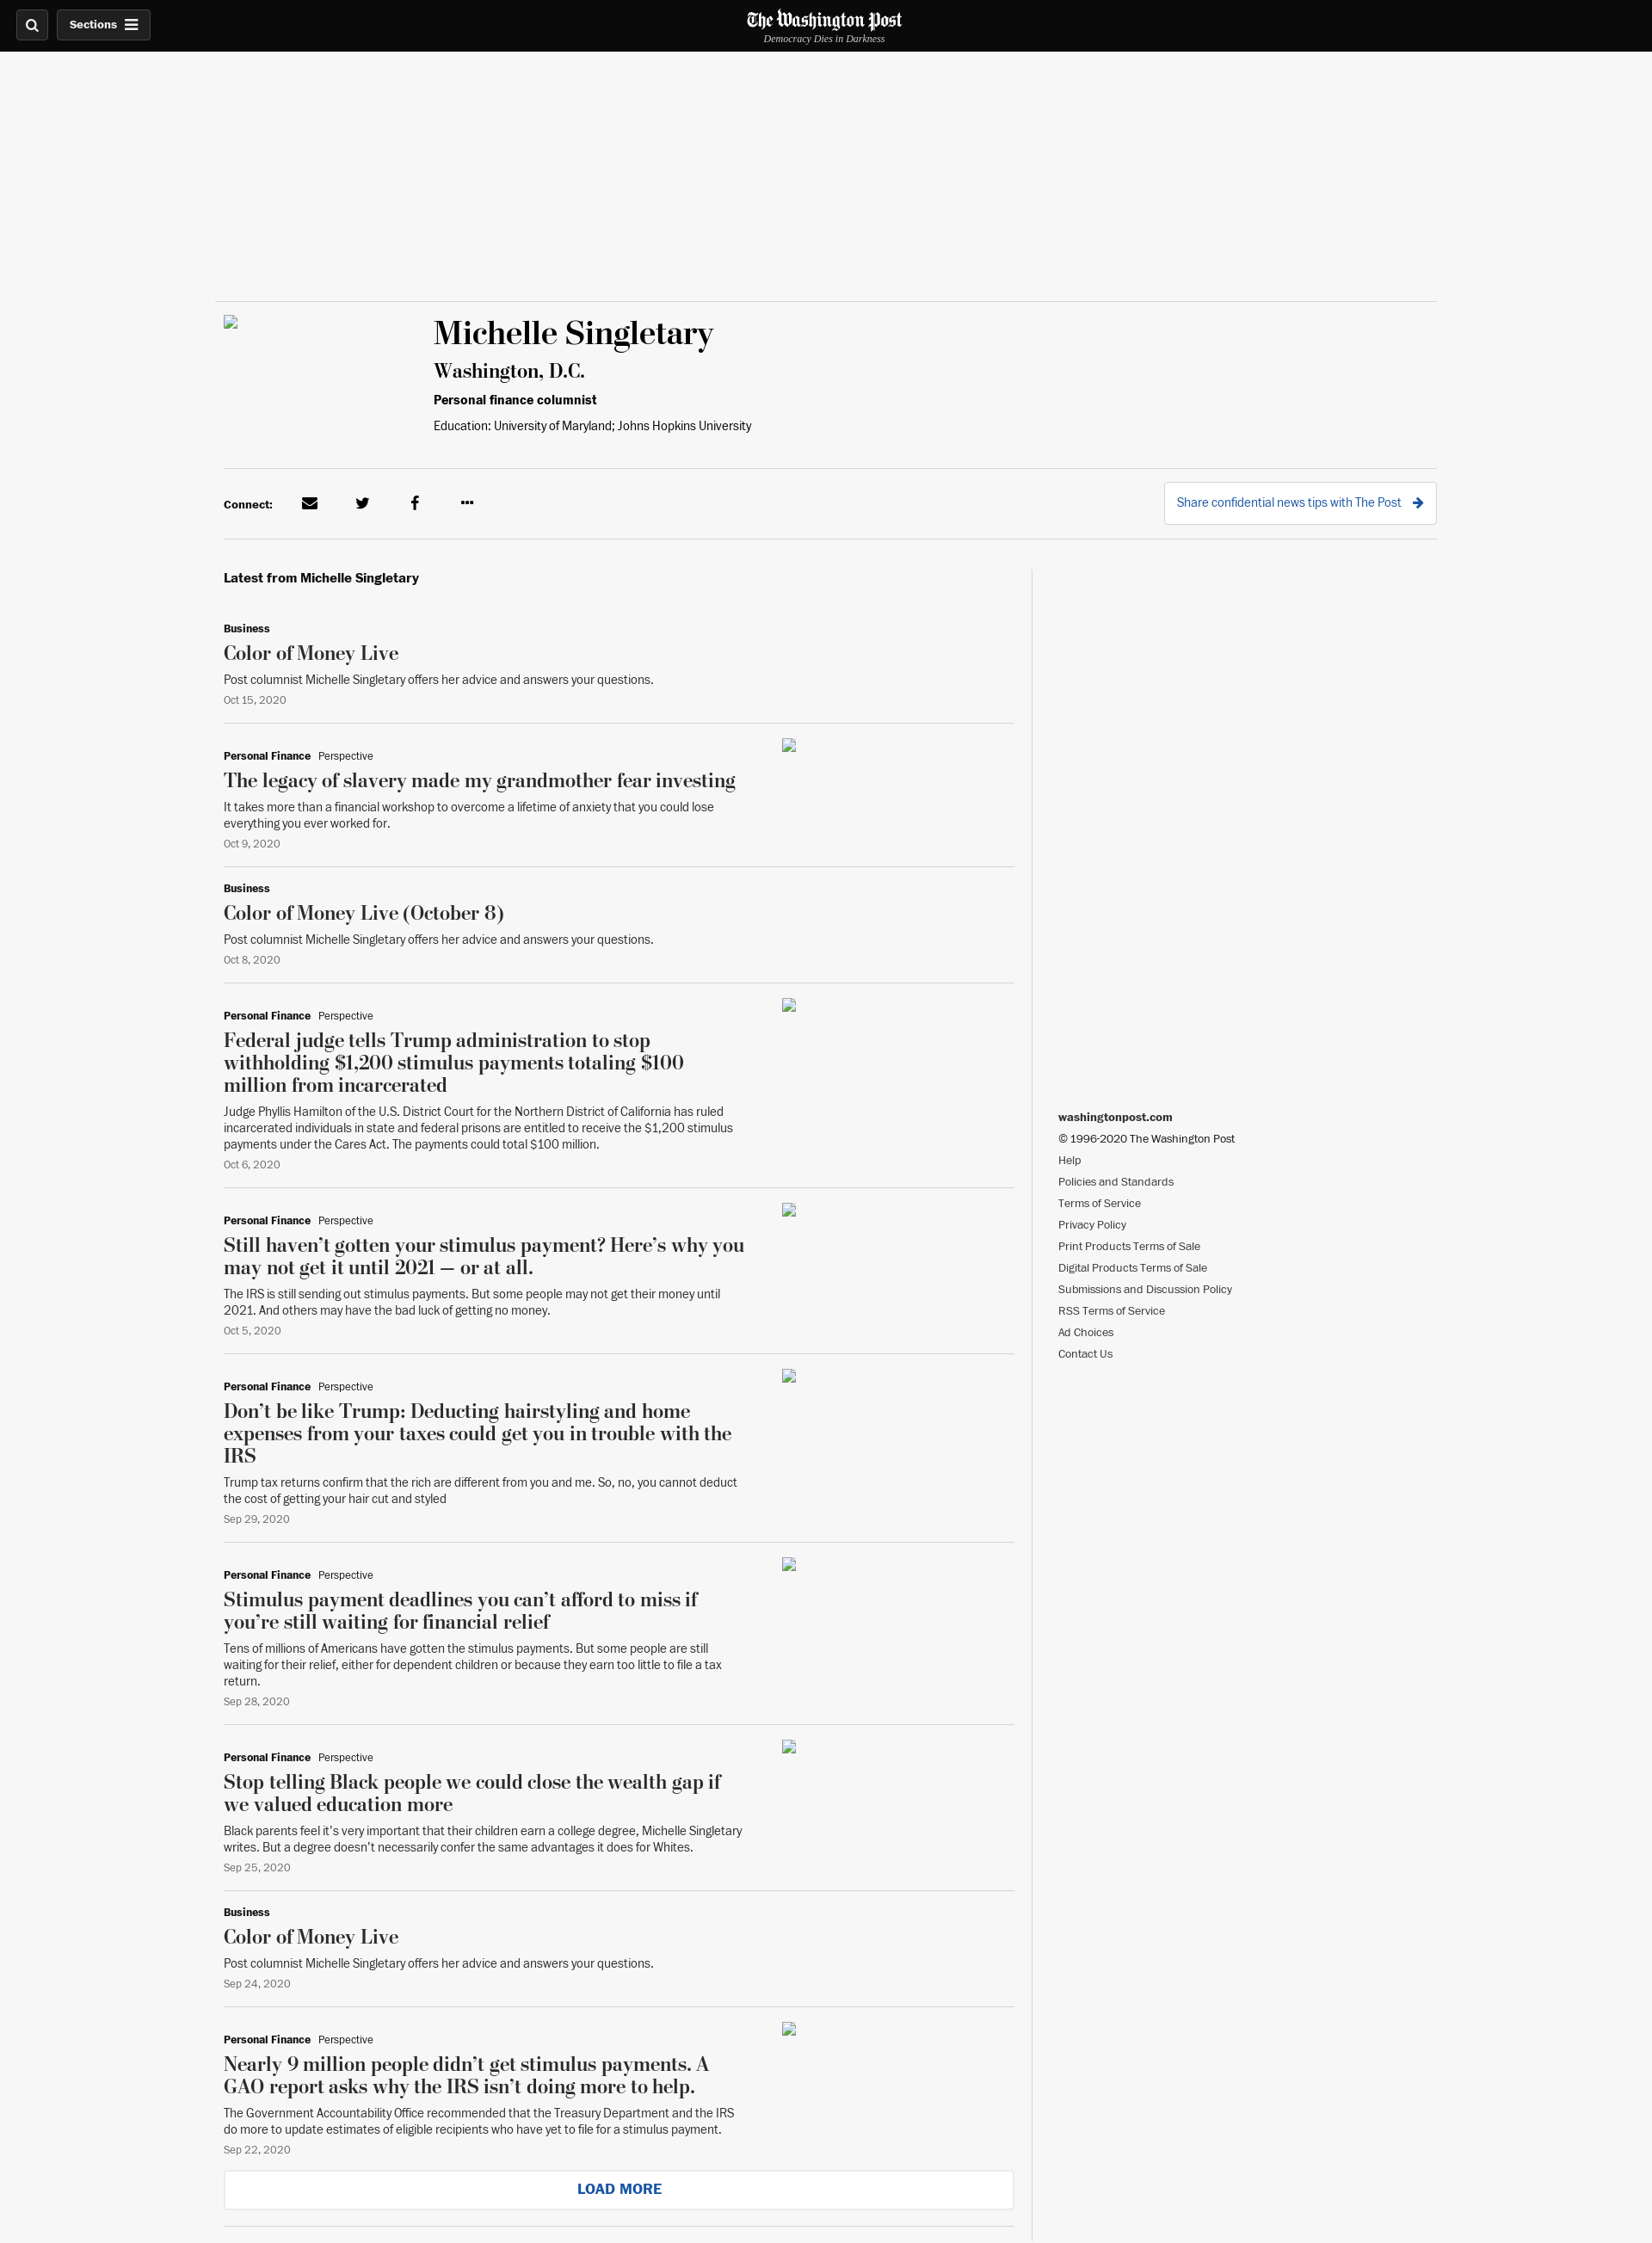 Sections
The Washington Post
Democracy Dies in Darkness
Michelle Singletary
Washington, D.C.
Personal finance columnist
Education: University of Maryland; Johns Hopkins University
Connect:
Share confidential news tips with The Post
Latest from Michelle Singletary
Business
Color of Money Live
Post columnist Michelle Singletary offers her advice and answers your questions.
Oct 15, 2020
Personal Finance Perspective
The legacy of slavery made my grandmother fear investing
It takes more than a financial workshop to overcome a lifetime of anxiety that you could lose
everything you ever worked for.
Oct 9, 2020
Business
Color of Money Live (October 8)
Post columnist Michelle Singletary offers her advice and answers your questions.
Oct 8, 2020
Personal Finance Perspective
Federal judge tells Trump administration to stop
withholding $1,200 stimulus payments totaling $100
million from incarcerated
Judge Phyllis Hamilton of the U.S. District Court for the Northern District of California has ruled
incarcerated individuals in state and federal prisons are entitled to receive the $1,200 stimulus
payments under the Cares Act. The payments could total $100 million.
Oct 6, 2020
Personal Finance Perspective
Still haven’t gotten your stimulus payment? Here’s why you
may not get it until 2021 — or at all.
The IRS is still sending out stimulus payments. But some people may not get their money until
2021. And others may have the bad luck of getting no money.
Oct 5, 2020
Personal Finance Perspective
Don’t be like Trump: Deducting hairstyling and home
expenses from your taxes could get you in trouble with the
IRS
Trump tax returns confirm that the rich are different from you and me. So, no, you cannot deduct
the cost of getting your hair cut and styled
Sep 29, 2020
Personal Finance Perspective
Stimulus payment deadlines you can’t afford to miss if
you’re still waiting for financial relief
Tens of millions of Americans have gotten the stimulus payments. But some people are still
waiting for their relief, either for dependent children or because they earn too little to file a tax
return.
Sep 28, 2020
Personal Finance Perspective
Stop telling Black people we could close the wealth gap if
we valued education more
Black parents feel it’s very important that their children earn a college degree, Michelle Singletary
writes. But a degree doesn’t necessarily confer the same advantages it does for Whites.
Sep 25, 2020
Business
Color of Money Live
Post columnist Michelle Singletary offers her advice and answers your questions.
Sep 24, 2020
Personal Finance Perspective
Nearly 9 million people didn’t get stimulus payments. A
GAO report asks why the IRS isn’t doing more to help.
The Government Accountability Office recommended that the Treasury Department and the IRS
do more to update estimates of eligible recipients who have yet to file for a stimulus payment.
Sep 22, 2020
LOAD MORE
washingtonpost.com
© 1996-2020 The Washington Post
Help
Policies and Standards
Terms of Service
Privacy Policy
Print Products Terms of Sale
Digital Products Terms of Sale
Submissions and Discussion Policy
RSS Terms of Service
Ad Choices
Contact Us